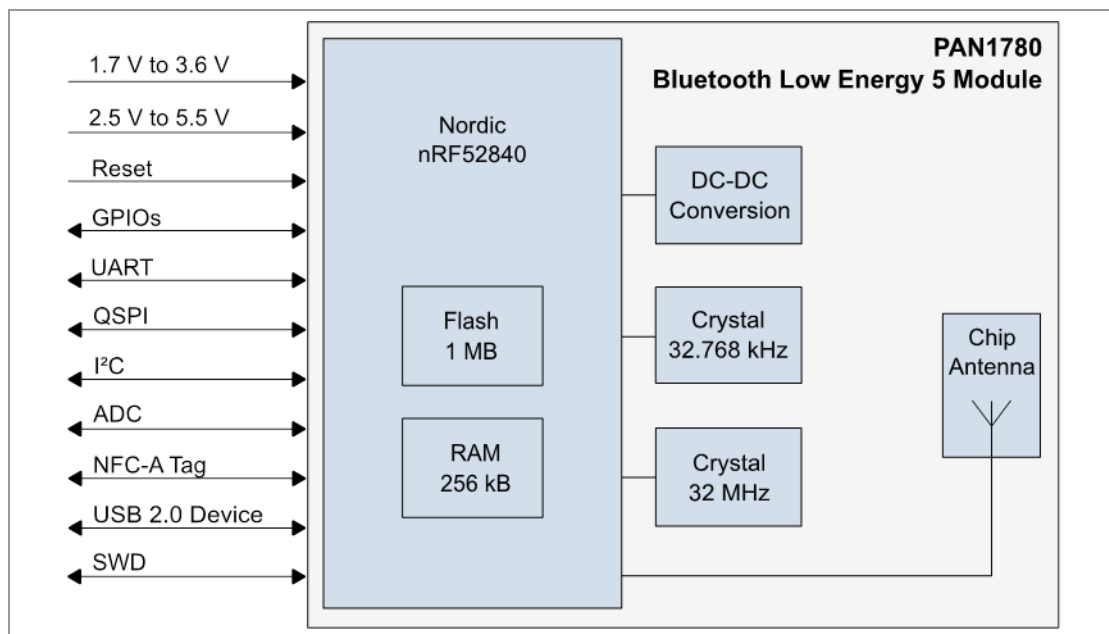 PAN1780
Bluetooth Low Energy 5 Module
1.7 V to 3.6 V
2.5 V to 5.5 V
Reset
GPIOs
UART
QSPI
I²C
ADC
NFC-A Tag
USB 2.0 Device
SWD
Nordic
nRF52840
Flash
1 MB
RAM
256 kB
DC-DC
Conversion
Crystal
32.768 kHz
Crystal
32 MHz
Chip
Antenna